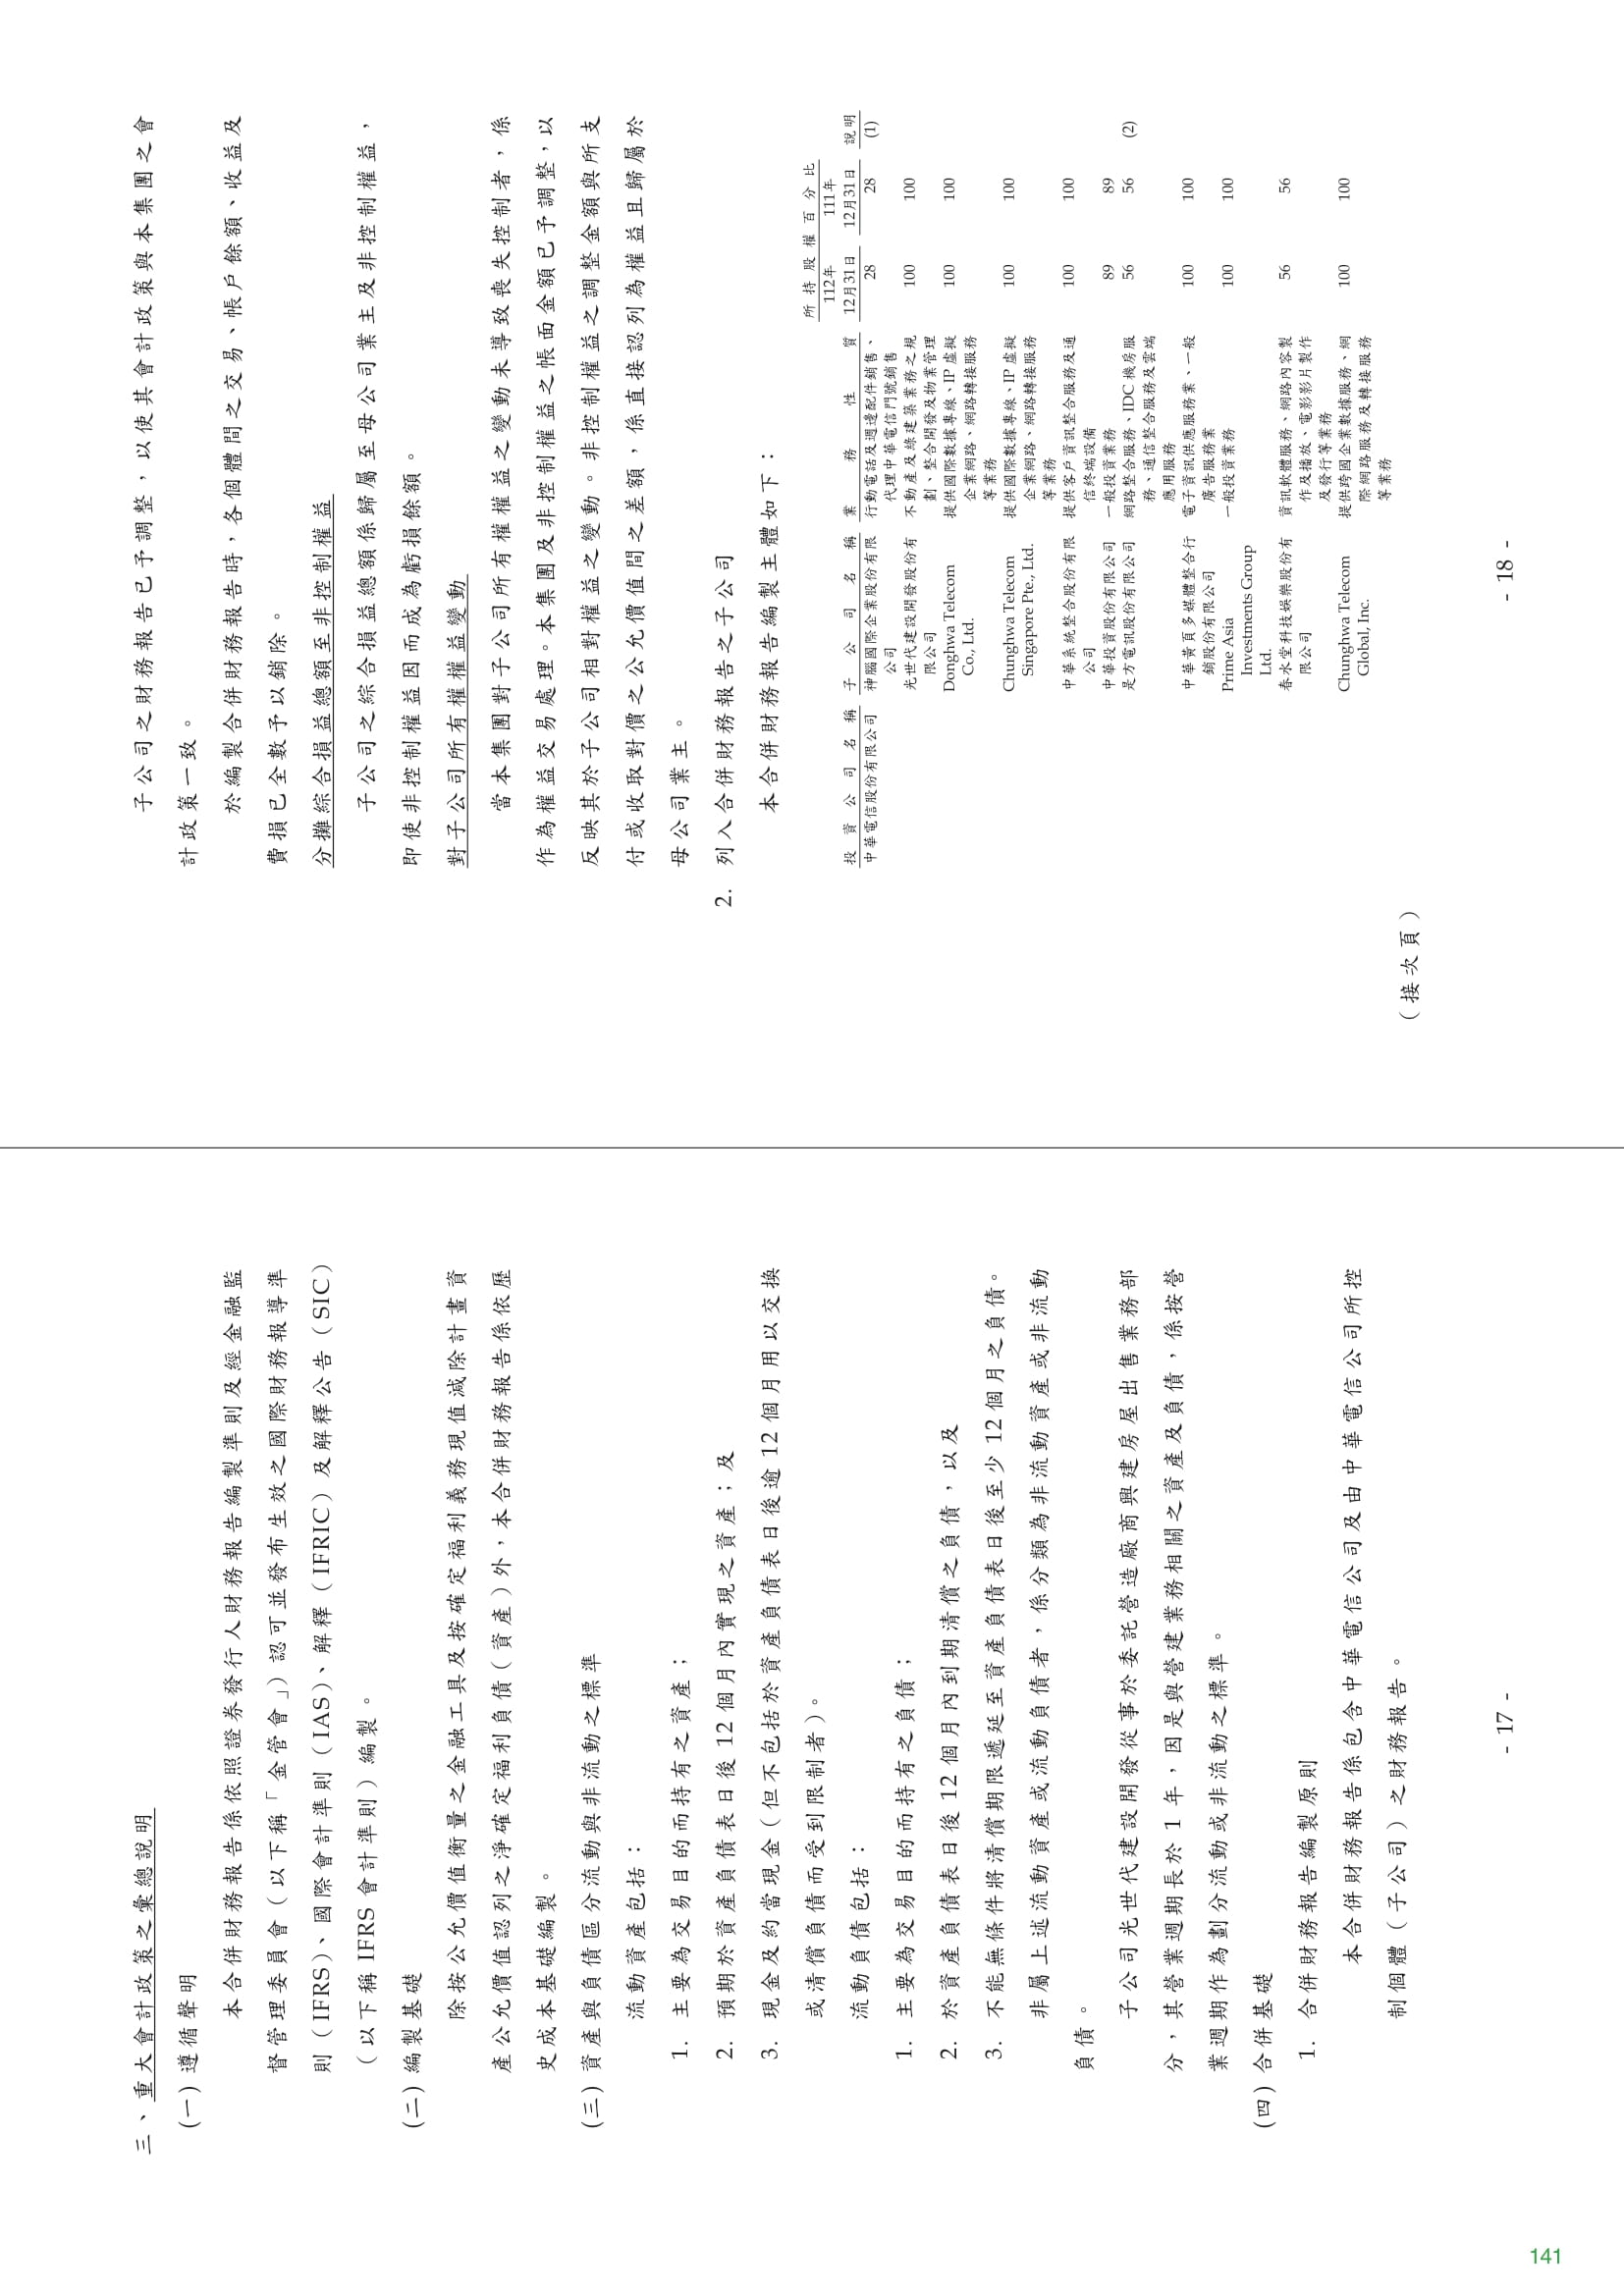 三、重大會計政策之彙總說明
(一) 遵循聲明
本合併財務報告係依照證券發行人財務報告編製準則及經金融監
督管理委員會（以下稱「金管會」）認可並發布生效之國際財務報導準
則（IFRS）、國際會計準則（IAS）、解釋（IFRIC）及解釋公告（SIC）
（以下稱 IFRS 會計準則）編製。
(二) 編製基礎
除按公允價值衡量之金融工具及按確定福利義務現值減除計畫資
產公允價值認列之淨確定福利負債（資產）外，本合併財務報告係依歷
史成本基礎編製。
(三) 資產與負債區分流動與非流動之標準
流動資產包括：
1. 主要為交易目的而持有之資產；
2. 預期於資產負債表日後 12 個月內實現之資產；及
3. 現金及約當現金（但不包括於資產負債表日後逾 12 個月用以交換
或清償負債而受到限制者）。
流動負債包括：
1. 主要為交易目的而持有之負債；
2. 於資產負債表日後 12 個月內到期清償之負債，以及
3. 不能無條件將清償期限遞延至資產負債表日後至少 12 個月之負債。
非屬上述流動資產或流動負債者，係分類為非流動資產或非流動
負債。
子公司光世代建設開發從事於委託營造廠商興建房屋出售業務部
分，其營業週期長於 1 年，因是與營建業務相關之資產及負債，係按營
業週期作為劃分流動或非流動之標準。
(四) 合併基礎
1. 合併財務報告編製原則
本合併財務報告係包含中華電信公司及由中華電信公司所控
制個體（子公司）之財務報告。
- 17 -
子公司之財務報告已予調整，以使其會計政策與本集團之會
計政策一致。
於編製合併財務報告時，各個體間之交易、帳戶餘額、收益及
費損已全數予以銷除。
分攤綜合損益總額至非控制權益
子公司之綜合損益總額係歸屬至母公司業主及非控制權益，
即使非控制權益因而成為虧損餘額。
對子公司所有權權益變動
當本集團對子公司所有權權益之變動未導致喪失控制者，係
作為權益交易處理。本集團及非控制權益之帳面金額已予調整，以
反映其於子公司相對權益之變動。非控制權益之調整金額與所支
付或收取對價之公允價值間之差額，係直接認列為權益且歸屬於
母公司業主。
2. 列入合併財務報告之子公司
本合併財務報告編製主體如下：
所持股權百分比
112年 111年
投資公司名稱 子公司名稱 業務性質 12月31日 12月31日 說明
中華電信股份有限公司 神腦國際企業股份有限 行動電話及週邊配件銷售、 28 28 (1)
公司 代理中華電信門號銷售
光世代建設開發股份有 不動產及綠建築業務之規 100 100
限公司 劃、整合開發及物業管理
Donghwa Telecom 提供國際數據專線、IP 虛擬 100 100
Co., Ltd. 企業網路、網路轉接服務
等業務
Chunghwa Telecom 提供國際數據專線、IP 虛擬 100 100
Singapore Pte., Ltd. 企業網路、網路轉接服務
等業務
中華系統整合股份有限 提供客戶資訊整合服務及通 100 100
公司 信終端設備
中華投資股份有限公司 一般投資業務 89 89
是方電訊股份有限公司 網路整合服務、IDC 機房服 56 56 (2)
務、通信整合服務及雲端
應用服務
中華黃頁多媒體整合行 電子資訊供應服務業、一般 100 100
銷股份有限公司 廣告服務業
Prime Asia 一般投資業務 100 100
Investments Group
Ltd.
春水堂科技娛樂股份有 資訊軟體服務、網路內容製 56 56
限公司 作及播放、電影影片製作
及發行等業務
Chunghwa Telecom 提供跨國企業數據服務、網 100 100
Global, Inc. 際網路服務及轉接服務
等業務
（接次頁）
- 18 -
141